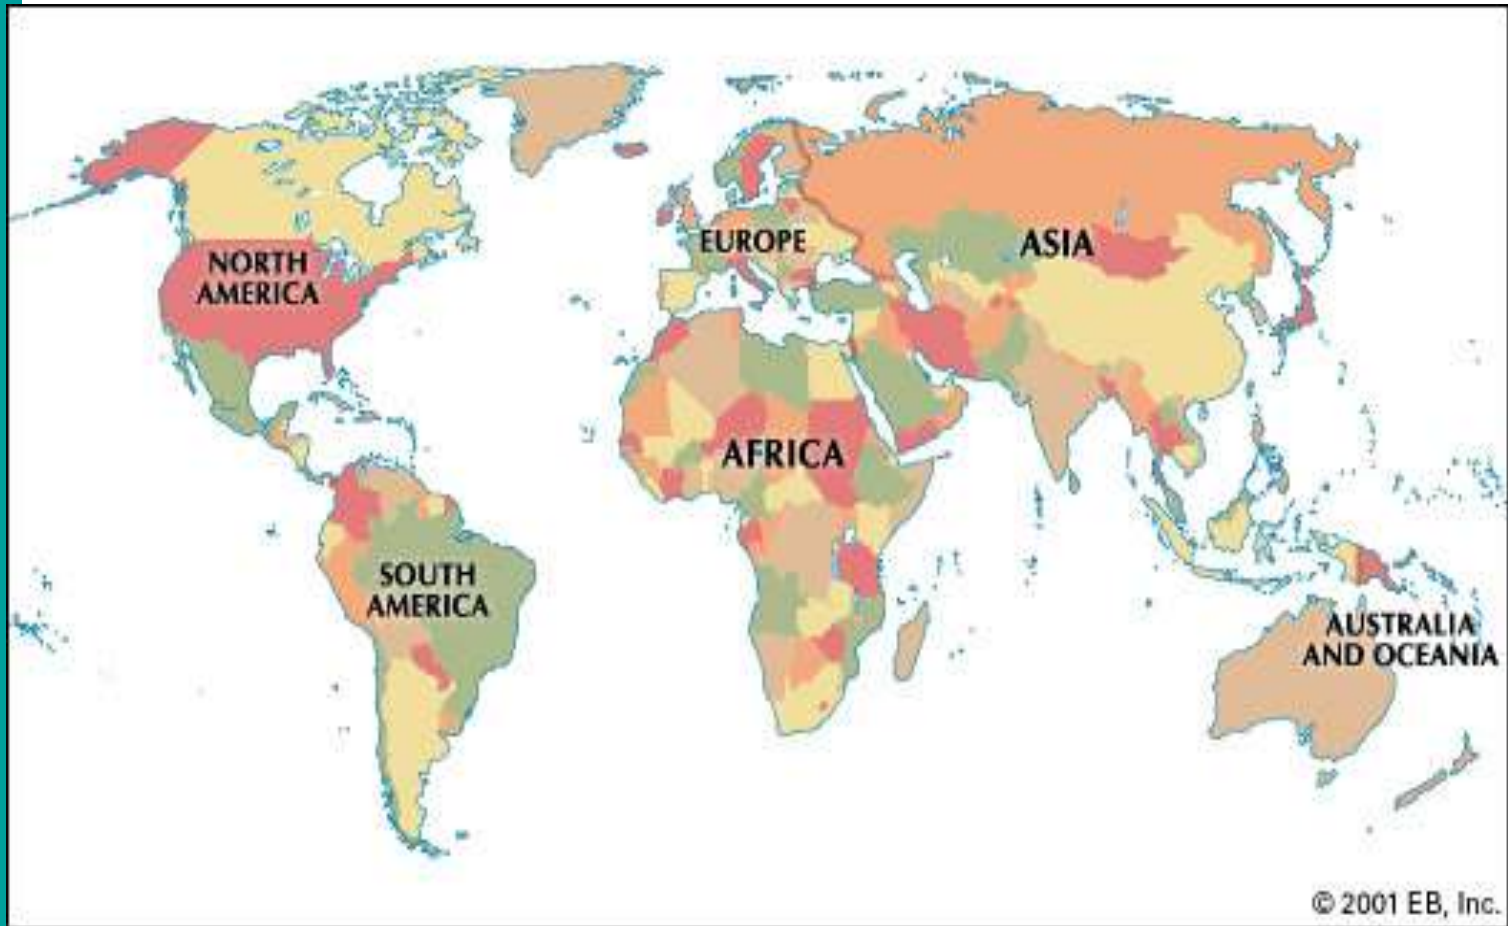 NORTH
AMERICA
EUROPE
ASIA
AFRICA
SOUTH
AMERICA
AUSTRALIA
AND OCEANIA
© 2001 EB, Inc.